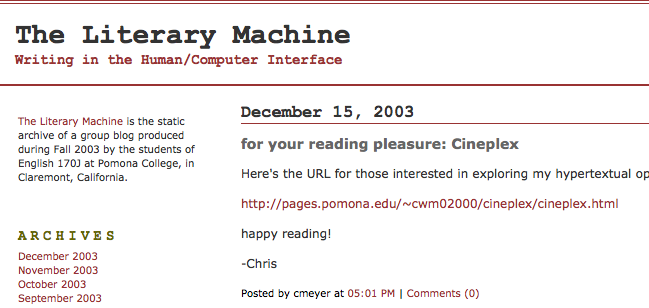 The Literary Machine
Writing in the Human/Computer Interface
The Literary Machine is the static
archive of a group blog produced
during Fall 2003 by the students of
English 170J at Pomona College, in
Claremont, California.
ARCHIVES
December 2003
November 2003
October 2003
September 2003
December 15, 2003
for your reading pleasure: Cineplex
Here's the URL for those interested in exploring my hypertextual op
http://pages.pomona.edu/~cwm02000/cineplex/cineplex.html
happy reading!
-Chris
Posted by cmeyer at 05:01 PM | Comments (0)